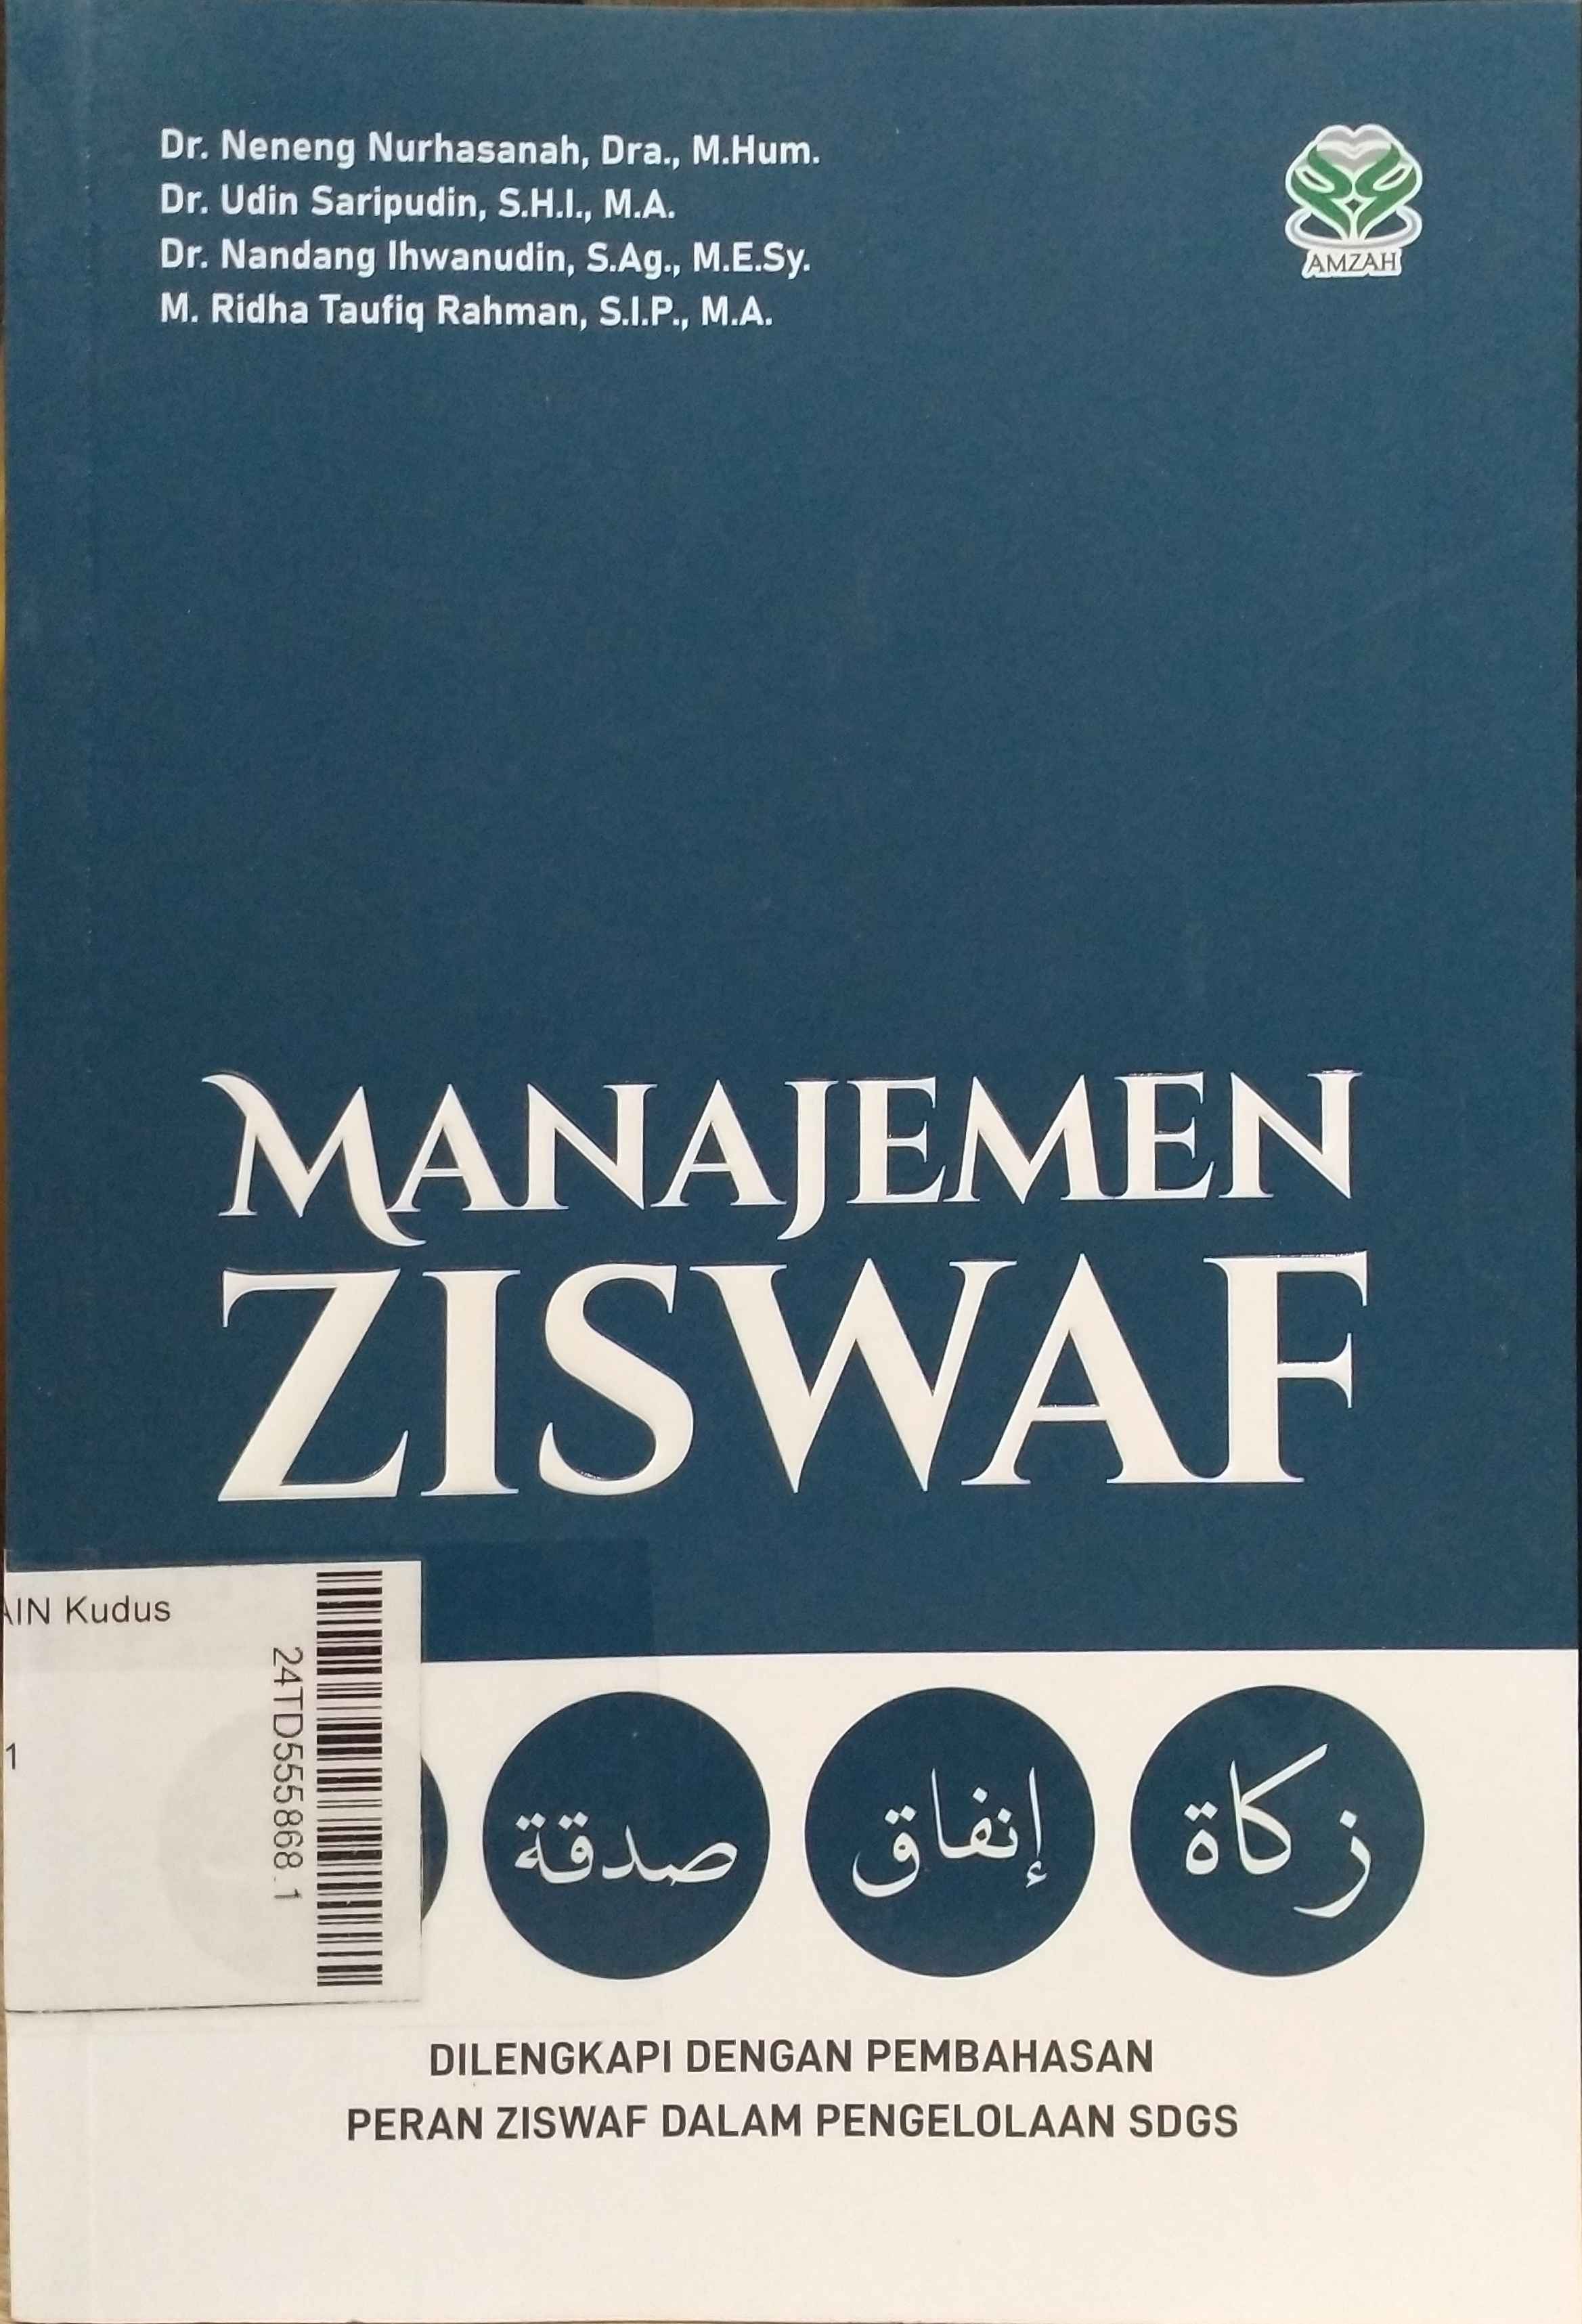 Dr. Neneng Nurhasanah, Dra., M.Hum.
Dr. Udin Saripudin, S.H.I., M.A.
Dr. Nandang Ihwanudin, S.Ag., M.E.Sy.
M. Ridha Taufiq Rahman, S.I.P., M.A.
AMZAH
MANAJEMEN
ZISWAF
AIN Kudus
1
24TD555868.1
زكاة
إنفاق
صدقة
DILENGKAPI DENGAN PEMBAHASAN
PERAN ZISWAF DALAM PENGELOLAAN SDGS